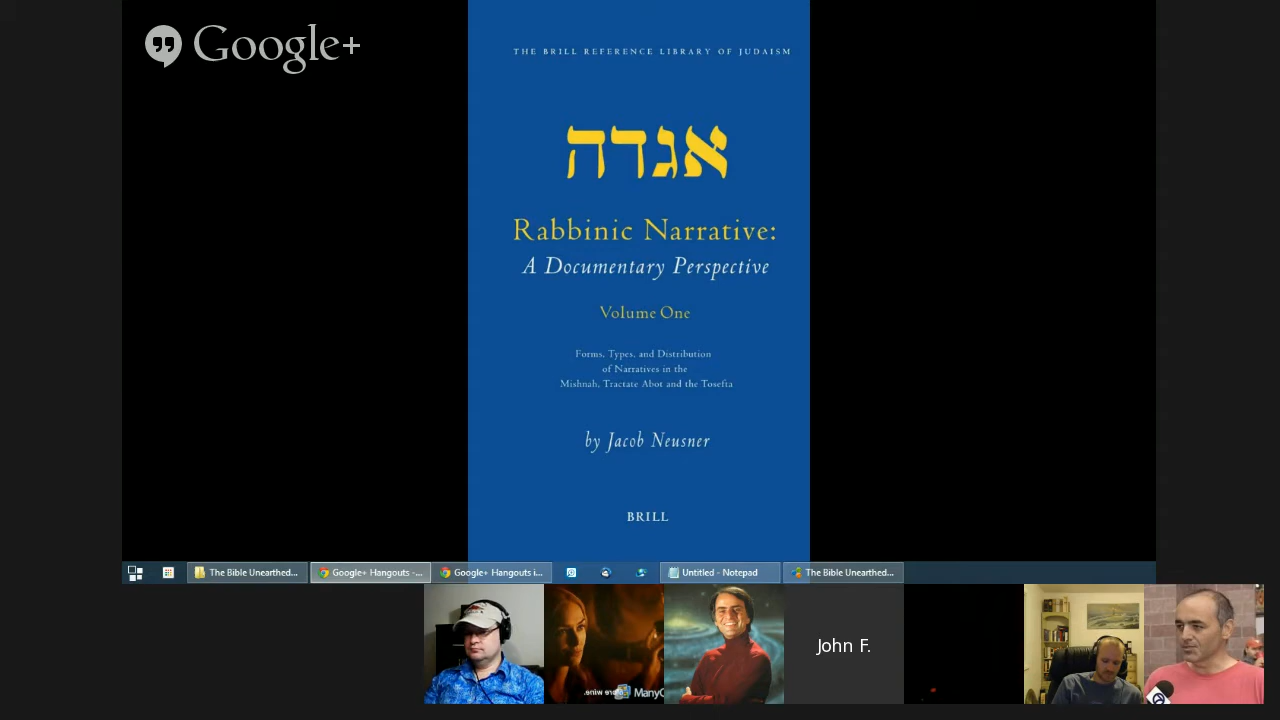 Google+
THE BRILL REFERENCE LIBRARY OF JUDAISM
אגדה
Rabbinic Narrative:
A Documentary Perspective
Volume One
Forms, Types, and Distribution
of Narratives in the
Mishnah, Tractate Abot and the Tosefta
by Jacob Neusner
BRILL
The Bible Unearthed...
Google+ Hangouts -...
Google+ Hangouts i...
Untitled - Notepad
The Bible Unearthed...
John F.
wine.
ManyC